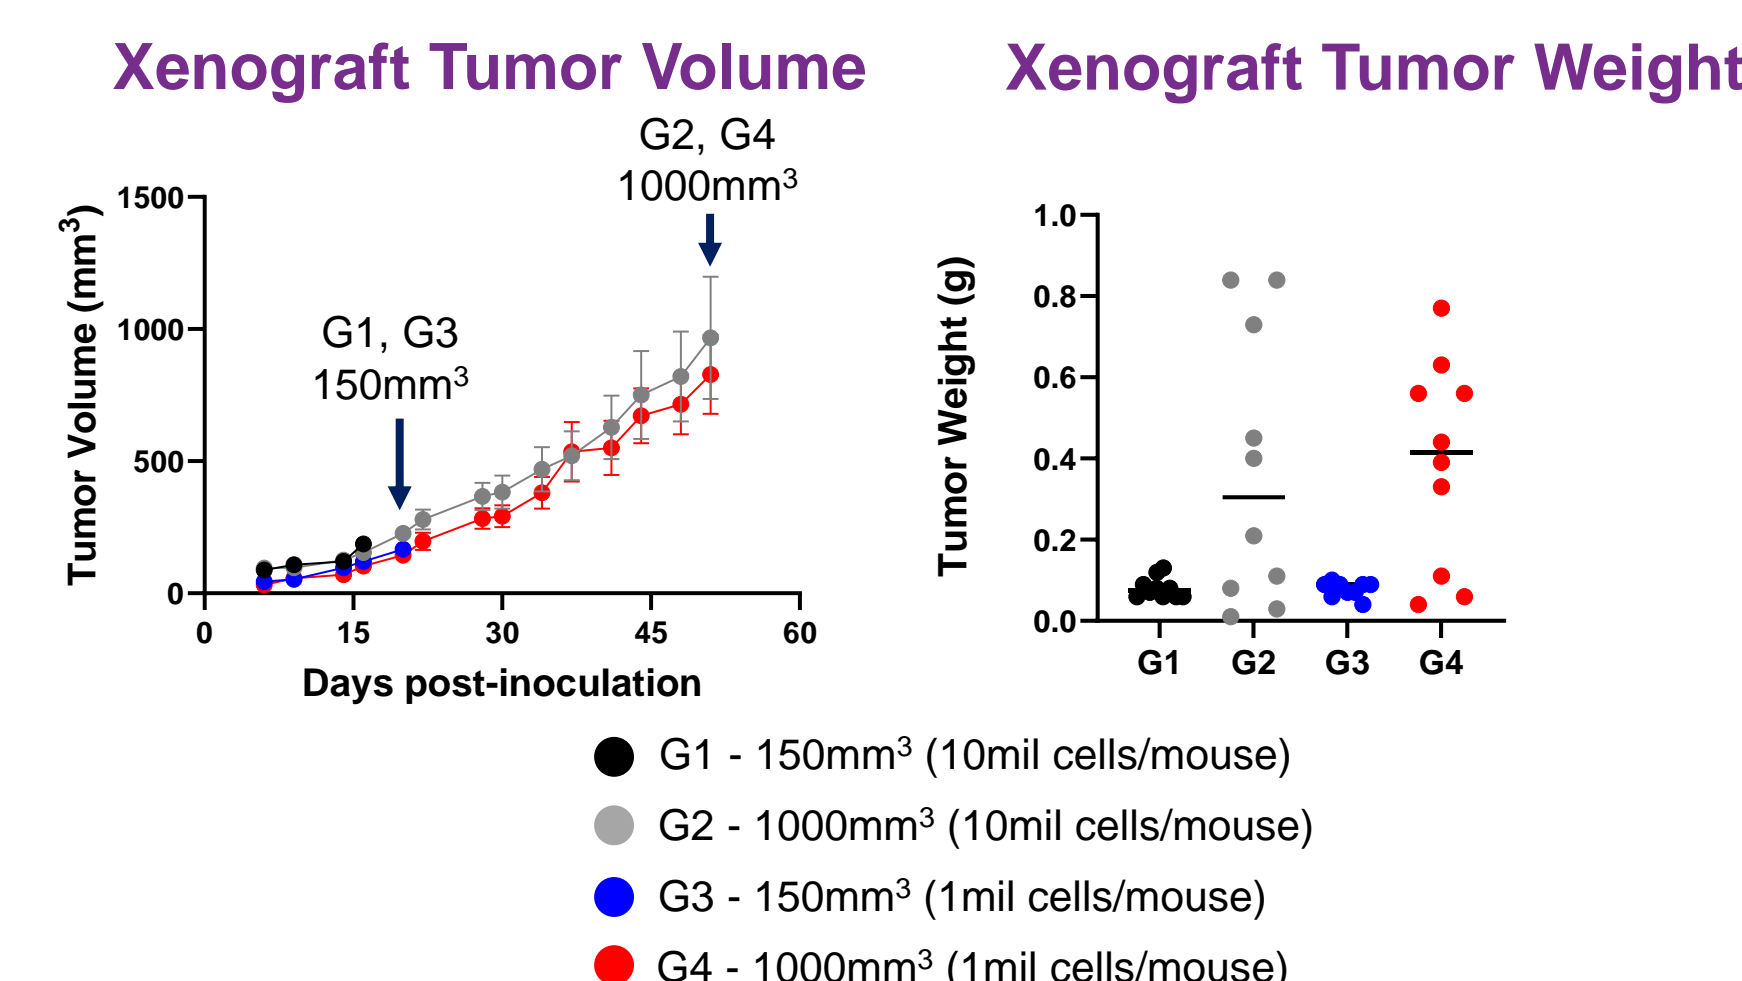 Xenograft Tumor Volume
Xenograft Tumor Weight
G2, G4
1000mm³
G1, G3
150mm³
Tumor Volume (mm³)
1500
1000
500
0
0 15 30 45 60
Days post-inoculation
Tumor Weight (g)
1.0
0.8
0.6
0.4
0.2
0.0
G1 G2 G3 G4
G1 - 150mm³ (10mil cells/mouse)
G2 - 1000mm³ (10mil cells/mouse)
G3 - 150mm³ (1mil cells/mouse)
G4 - 1000mm³ (1mil cells/mouse)